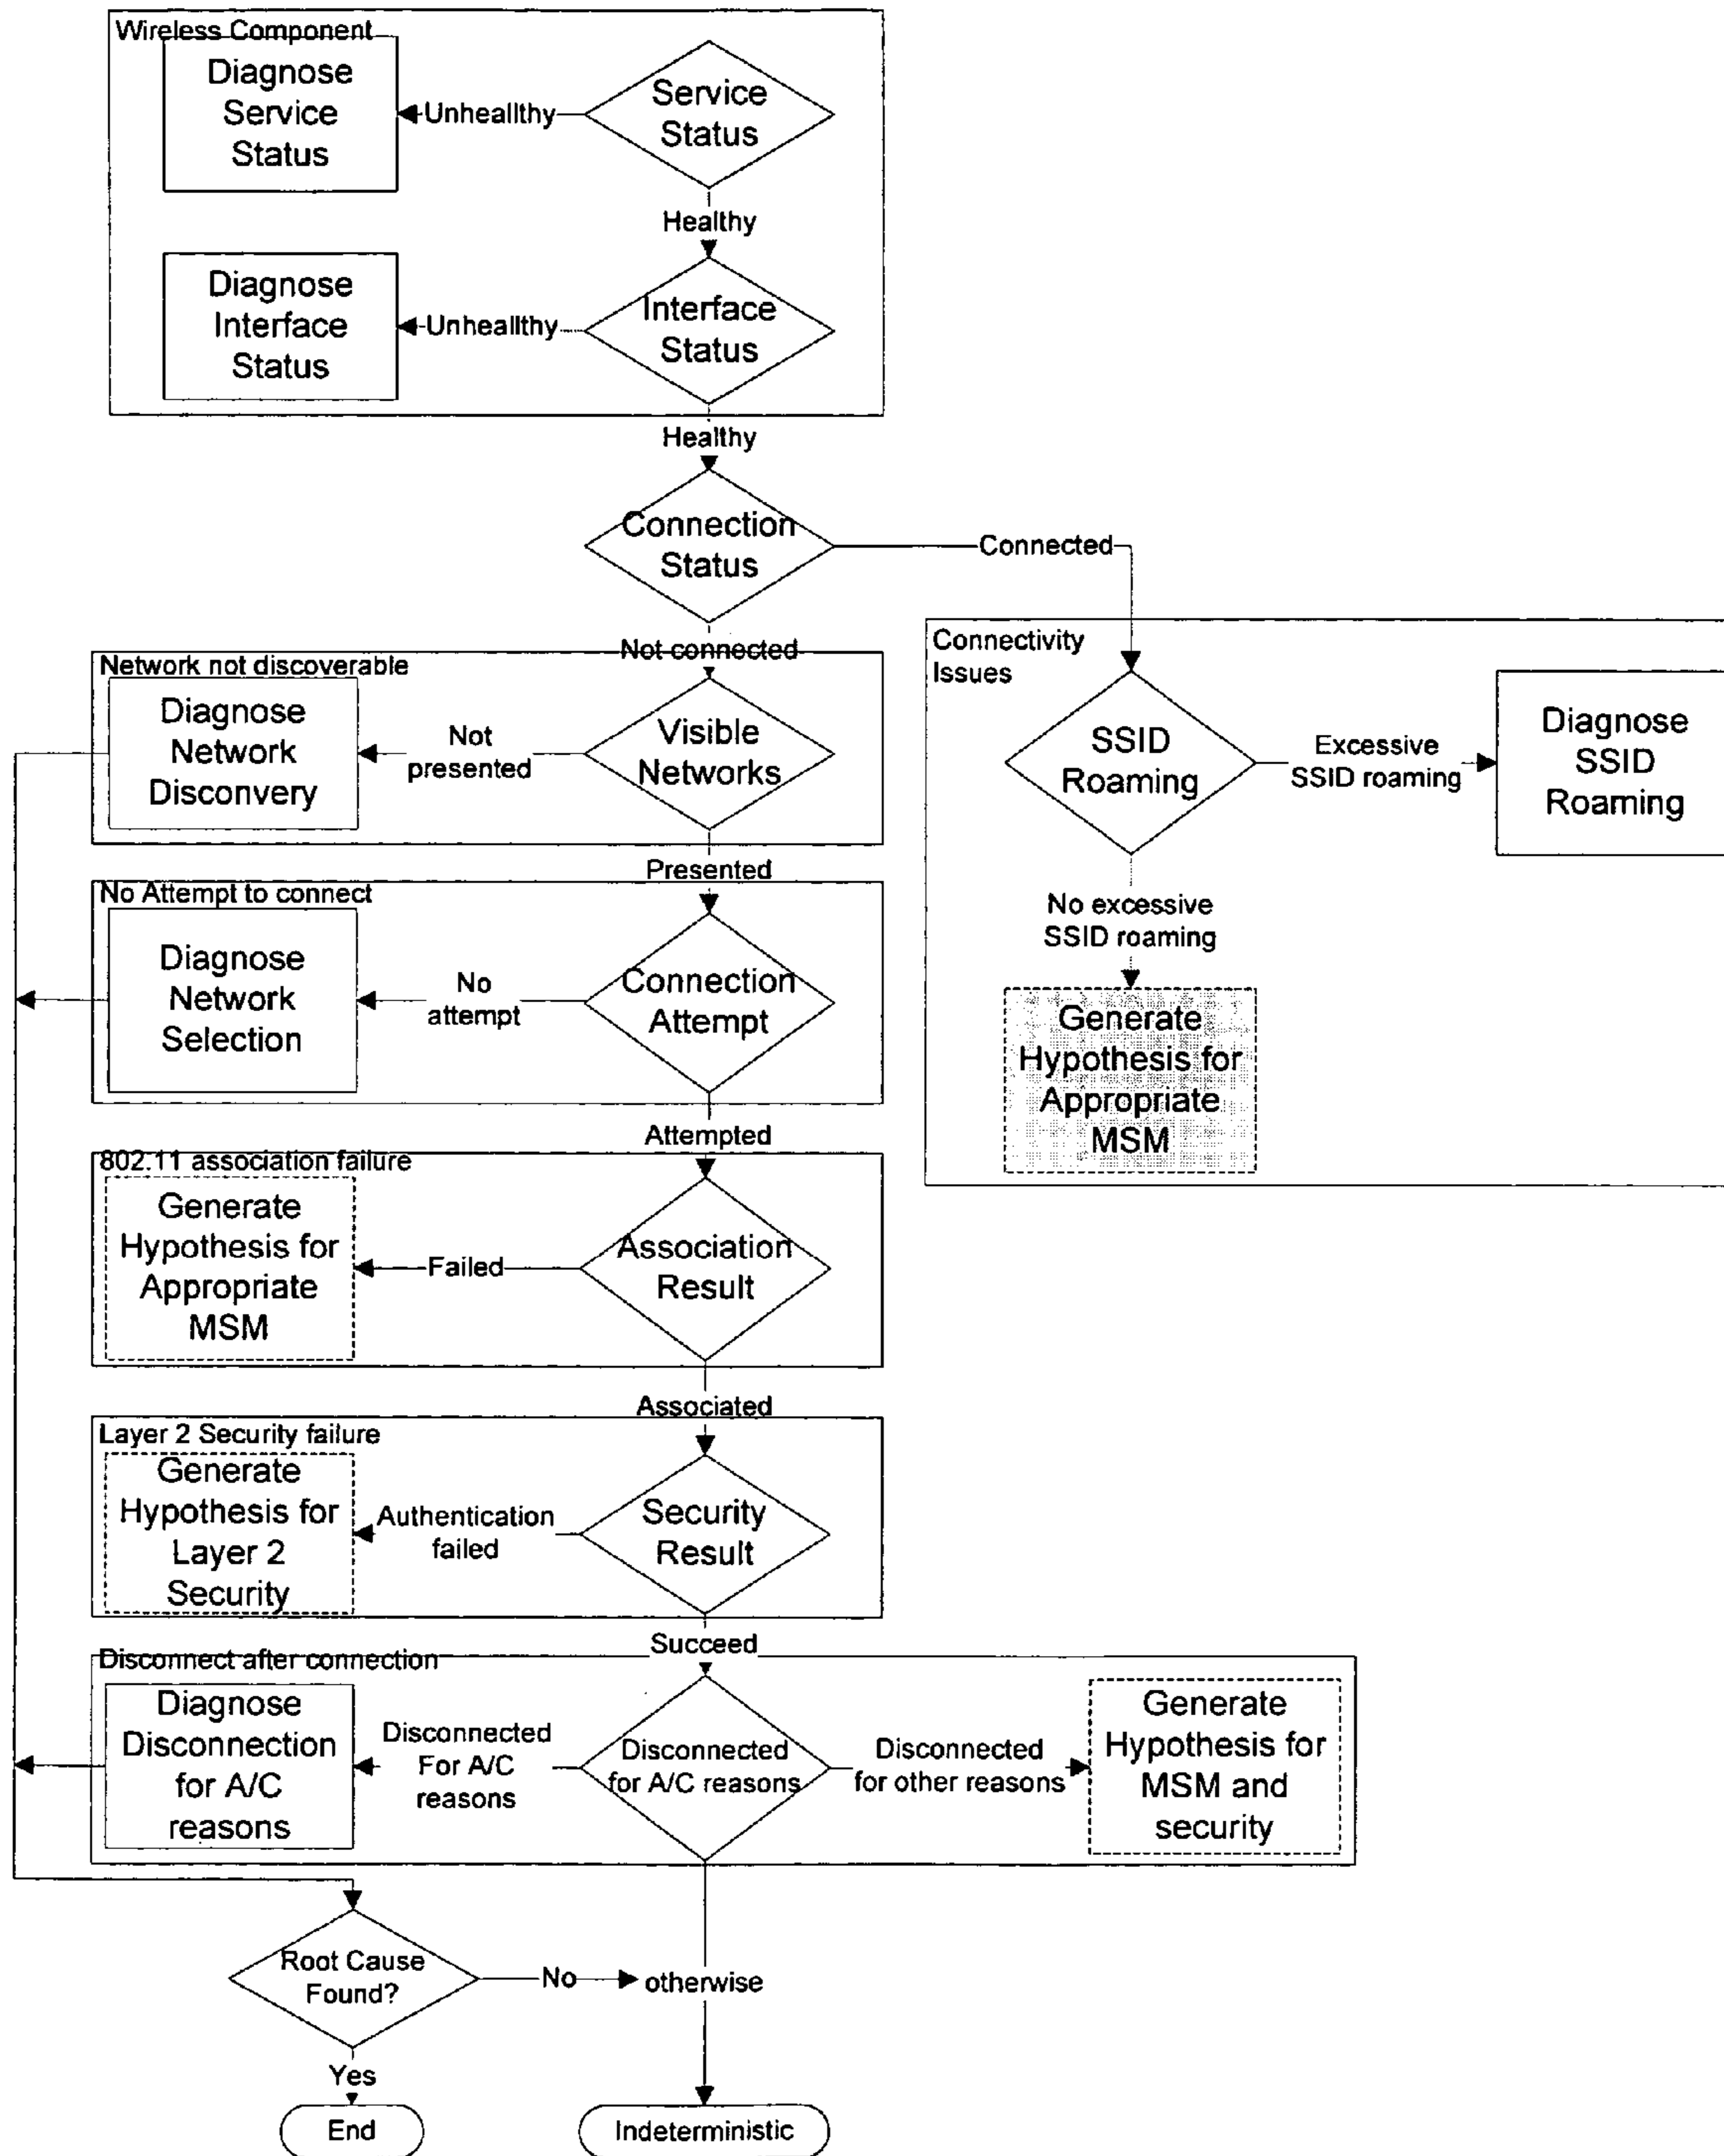 Wireless Component
Diagnose
Service
Status
Unheallthy
Service
Status
Healthy
Diagnose
Interface
Status
Unheallthy
Interface
Status
Healthy
Connection
Status
Connected
Not connected
Connectivity
Issues
SSID
Roaming
Excessive
SSID roaming
Diagnose
SSID
Roaming
No excessive
SSID roaming
Generate
Hypothesis for
Appropriate
MSM
Network not discoverable
Diagnose
Network
Disconvery
Not
presented
Visible
Networks
Presented
No Attempt to connect
Diagnose
Network
Selection
No
attempt
Connection
Attempt
Attempted
802.11 association failure
Generate
Hypothesis for
Appropriate
MSM
Failed
Association
Result
Associated
Layer 2 Security failure
Generate
Hypothesis for
Layer 2
Security
Authentication
failed
Security
Result
Succeed
Disconnect after connection
Diagnose
Disconnection
for A/C
reasons
Disconnected
For A/C
reasons
Disconnected
for A/C reasons
Disconnected
for other reasons
Generate
Hypothesis for
MSM and
security
Root Cause
Found?
No
otherwise
Yes
End
Indeterministic